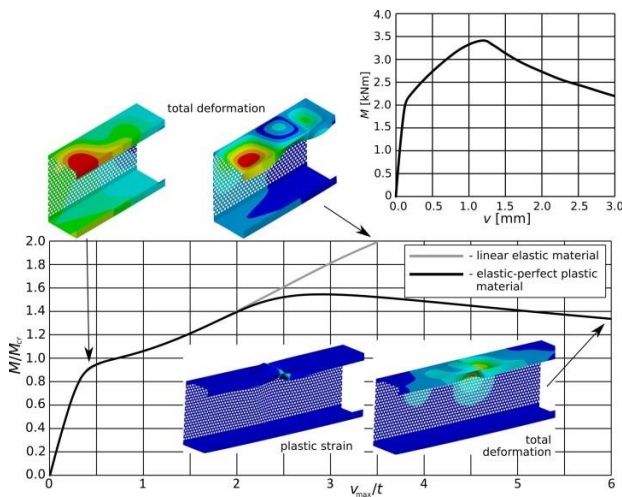 4.0
3.5
3.0
2.5
2.0
1.5
1.0
0.5
0
M [kNm]
0.0 0.5 1.0 1.5 2.0 2.5 3.0
v [mm]
total deformation
2.0
1.8
1.6
1.4
1.2
1.0
0.8
0.6
0.4
0.2
0.0
M/Mcr
- linear elastic material
- elastic-perfect plastic
material
plastic strain
total
deformation
0 1 2 3 4 5 6
vmax/t